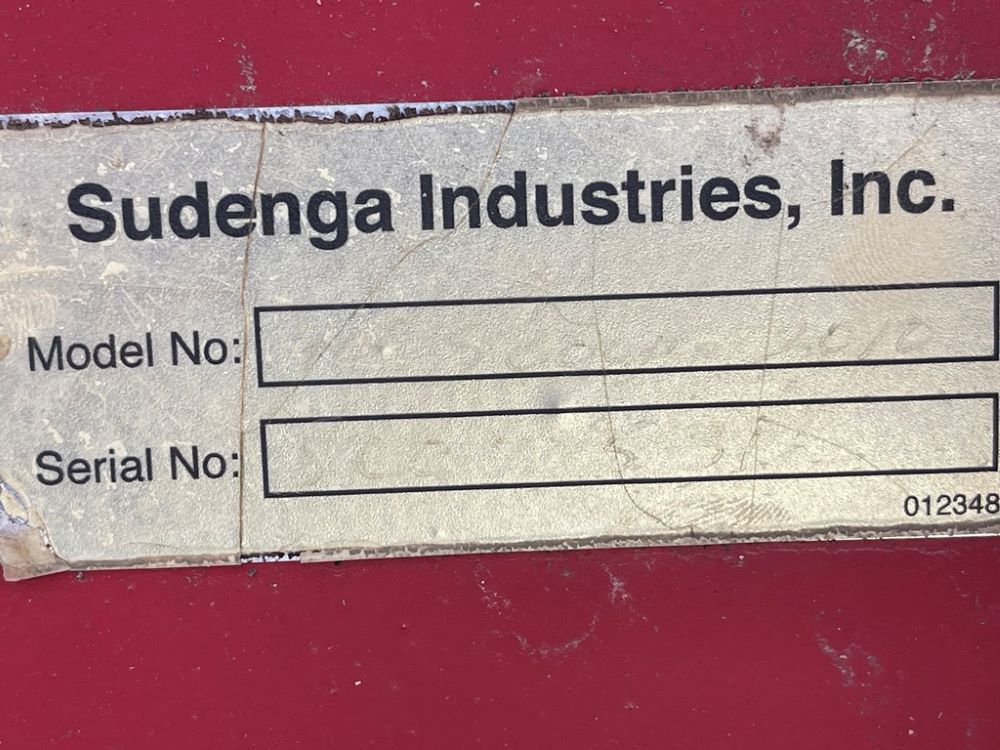 Sudenga Industries, Inc.
Model No:
Serial No:
012348